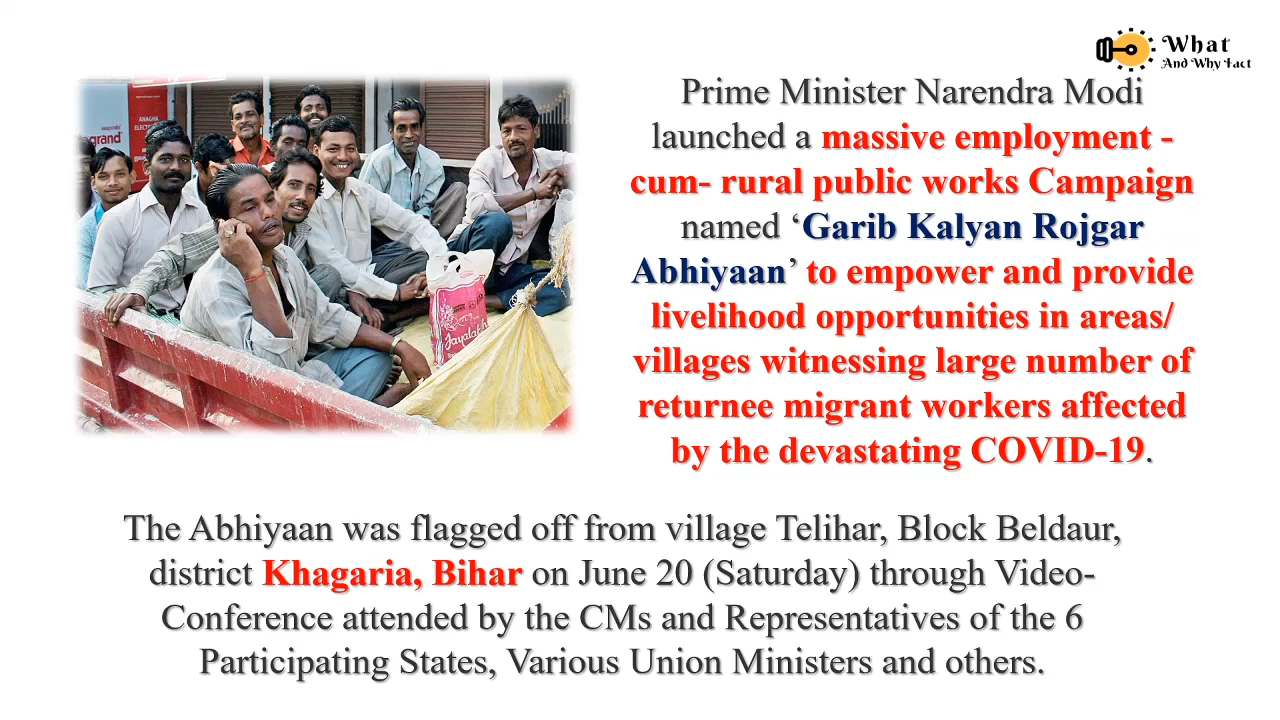 What
And Why Fact
Prime Minister Narendra Modi
launched a massive employment -
cum- rural public works Campaign
named ‘Garib Kalyan Rojgar
Abhiyaan’ to empower and provide
livelihood opportunities in areas/
villages witnessing large number of
returnee migrant workers affected
by the devastating COVID-19.
ANAGHA
Jayalakshmi
The Abhiyaan was flagged off from village Telihar, Block Beldaur,
district Khagaria, Bihar on June 20 (Saturday) through Video-
Conference attended by the CMs and Representatives of the 6
Participating States, Various Union Ministers and others.